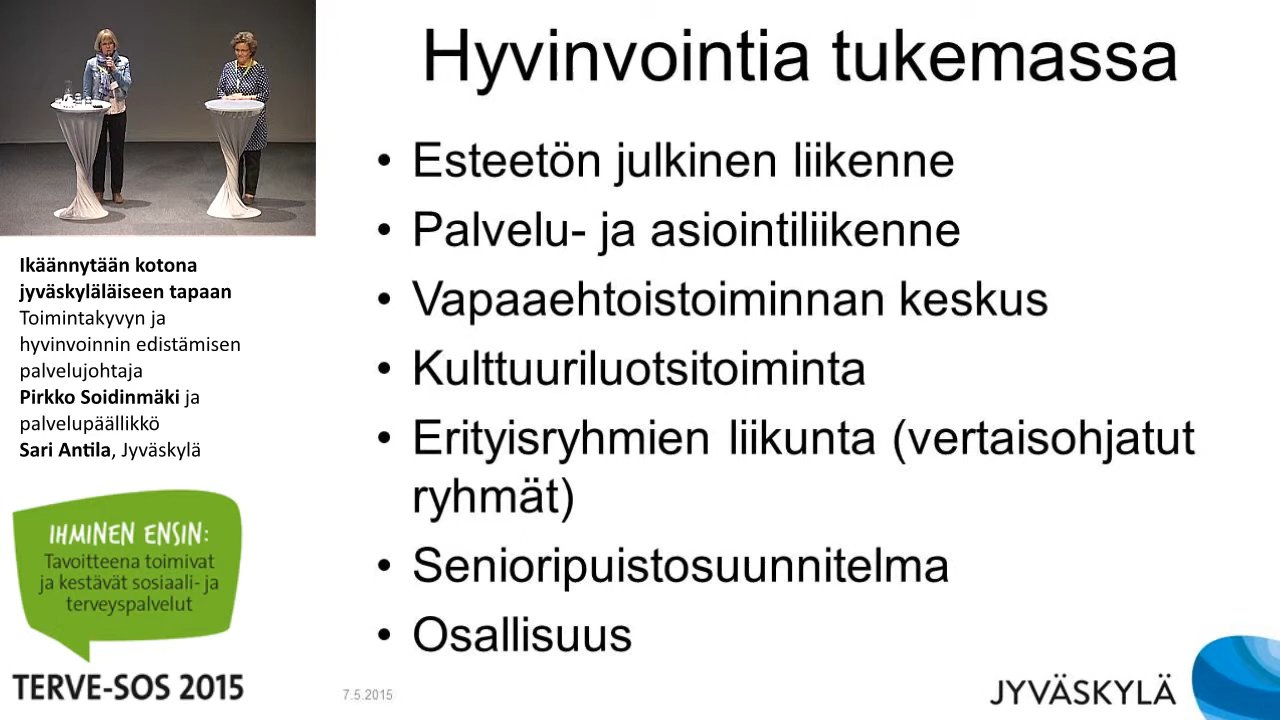 Hyvinvointia tukemassa
• Esteetön julkinen liikenne
• Palvelu- ja asiointiliikenne
• Vapaaehtoistoiminnan keskus
• Kulttuuriluotsitoiminta
• Erityisryhmien liikunta (vertaisohjatut
ryhmät)
• Senioripuistosuunnitelma
• Osallisuus
Ikäännytään kotona
jyväskyläläiseen tapaan
Toimintakyvyn ja
hyvinvoinnin edistämisen
palvelujohtaja
Pirkko Soidinmäki ja
palvelupäällikkö
Sari Antila, Jyväskylä
IHMINEN ENSIN:
Tavoitteena toimivat
ja kestävät sosiaali- ja
terveyspalvelut
TERVE-SOS 2015
7.5.2015
JYVÄSKYLÄ